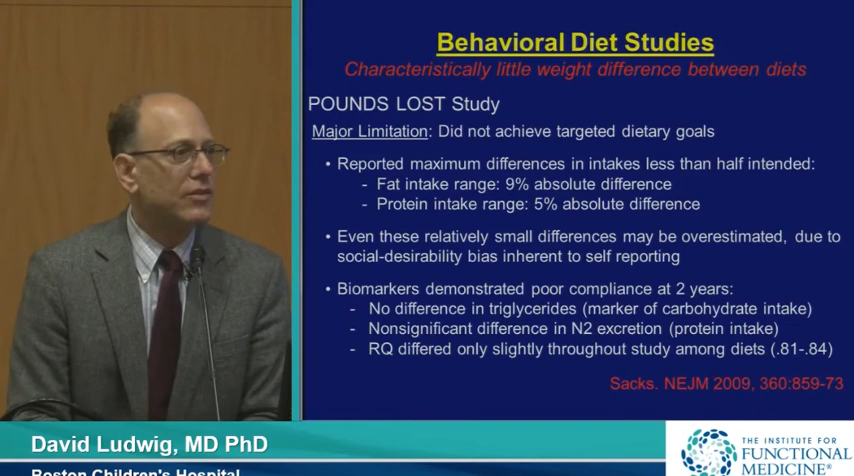 Behavioral Diet Studies
Characteristically little weight difference between diets
POUNDS LOST Study
Major Limitation: Did not achieve targeted dietary goals
• Reported maximum differences in intakes less than half intended:
- Fat intake range: 9% absolute difference
- Protein intake range: 5% absolute difference
• Even these relatively small differences may be overestimated, due to
social-desirability bias inherent to self reporting
• Biomarkers demonstrated poor compliance at 2 years:
- No difference in triglycerides (marker of carbohydrate intake)
- Nonsignificant difference in N2 excretion (protein intake)
- RQ differed only slightly throughout study among diets (.81-.84)
Sacks. NEJM 2009, 360:859-73
David Ludwig, MD PhD
Boston Children's Hospital
THE INSTITUTE FOR
FUNCTIONAL
MEDICINE®